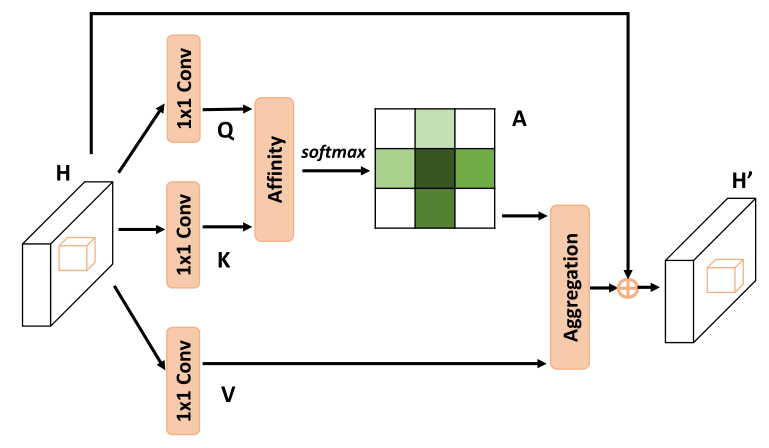 1x1 Conv
Q
Affinity
softmax
A
H
1x1 Conv
K
H’
Aggregation
1x1 Conv
V